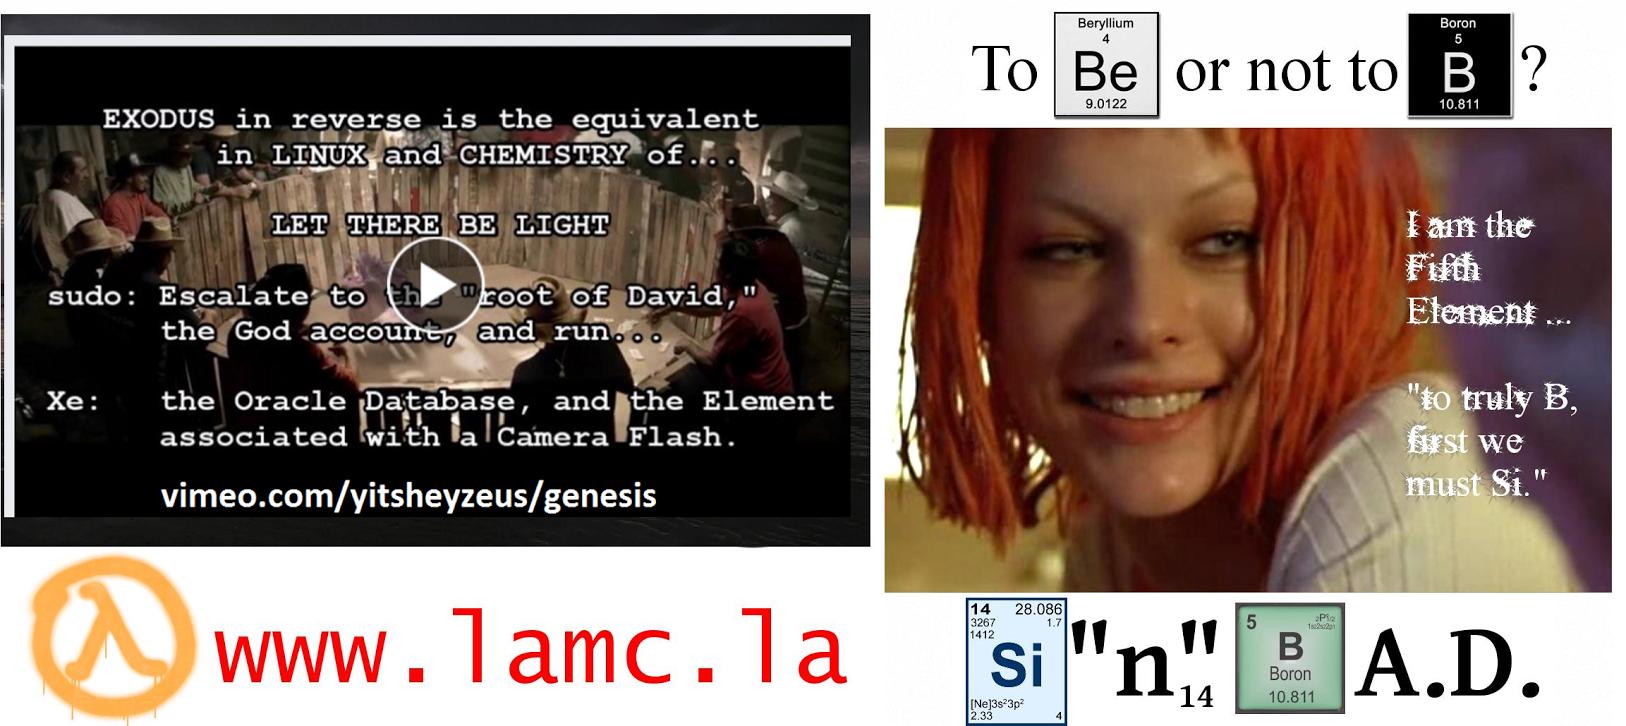 EXODUS in reverse is the equivalent
in LINUX and CHEMISTRY of...
LET THERE BE LIGHT
sudo: Escalate to the "root of David,"
the God account, and run...
Xe: the Oracle Database, and the Element
associated with a Camera Flash.
vimeo.com/yitsheyzeus/genesis
www.lamc.la
Beryllium
4
To Be or not to B ?
9.0122
Boron
5
10.811
I am the
Fifth
Element ...
"to truly B,
first we
must Si."
14 28.086
3267 1.7
1412
Si "n" 14 B A.D.
[Ne]3s²3p²
2.33 4
5
Boron
10.811